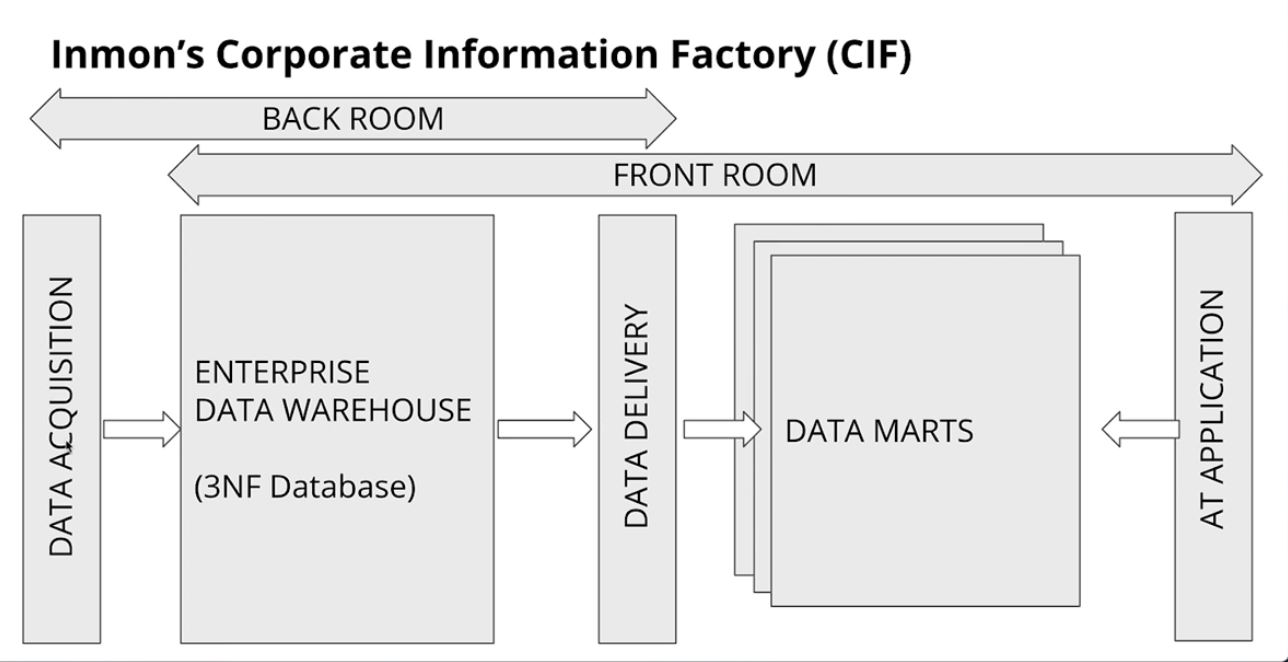 Inmon’s Corporate Information Factory (CIF)
BACK ROOM
FRONT ROOM
DATA ACQUISITION
ENTERPRISE
DATA WAREHOUSE
(3NF Database)
DATA DELIVERY
DATA MARTS
AT APPLICATION